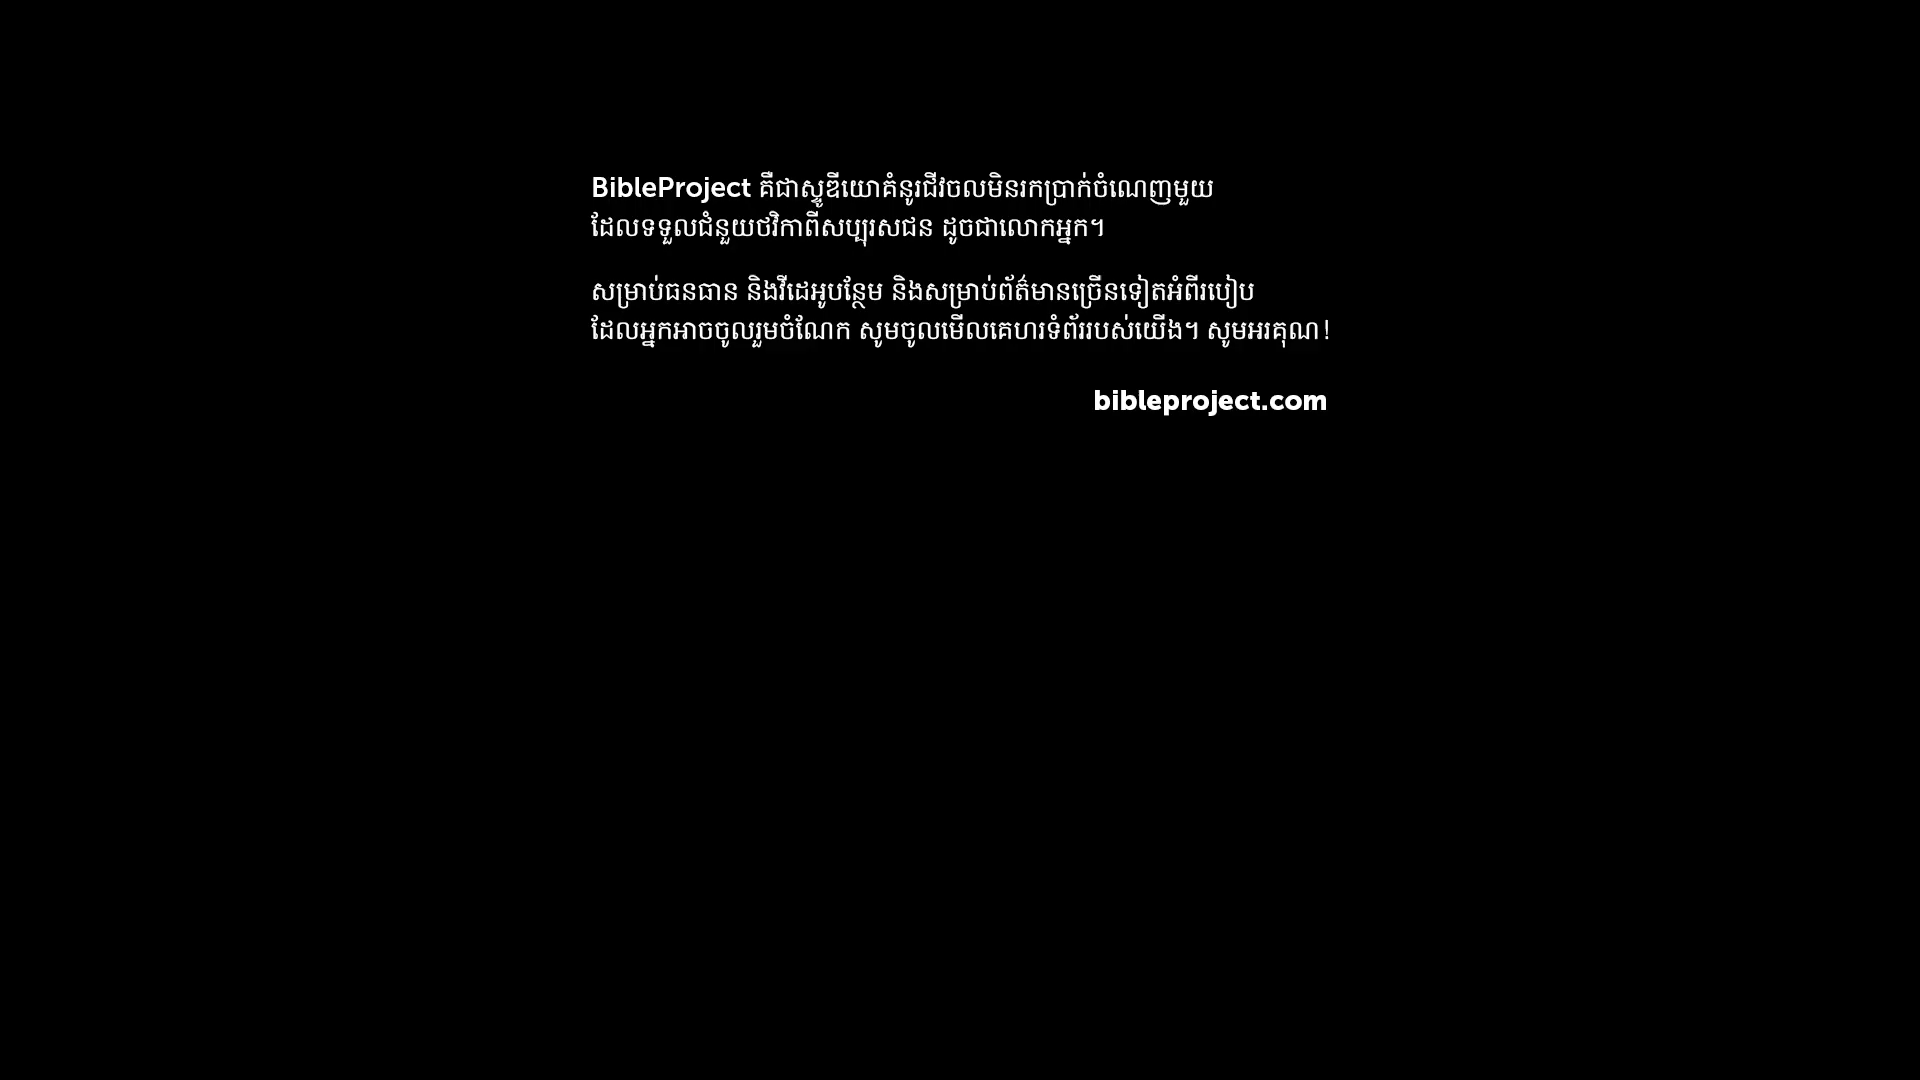 BibleProject គឺជាស្ទូឌីយោគំនូរជីវចលមិនរកប្រាក់ចំណេញមួយ
ដែលទទួលជំនួយថវិកាពីសប្បុរសជន ដូចជាលោកអ្នក។
សម្រាប់ធនធាន និងវីដេអូបន្ថែម និងសម្រាប់ព័ត៌មានច្រើនទៀតអំពីរបៀប
ដែលអ្នកអាចចូលរួមចំណែក សូមចូលមើលគេហរទំព័ររបស់យើង។ សូមអរគុណ!
bibleproject.com